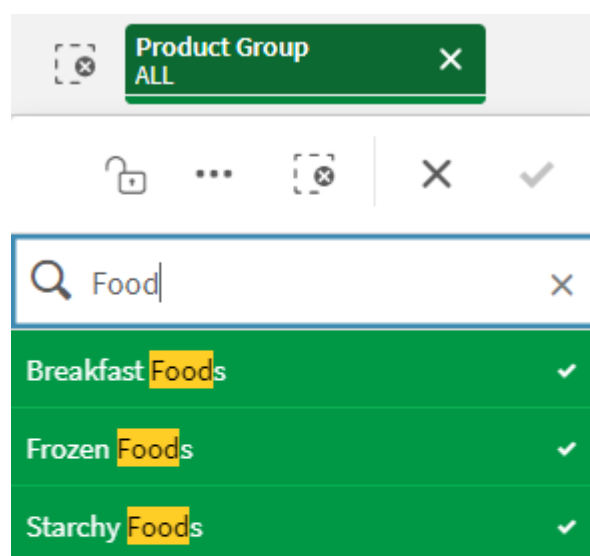 Product Group
ALL
Food
Breakfast Foods
Frozen Foods
Starchy Foods